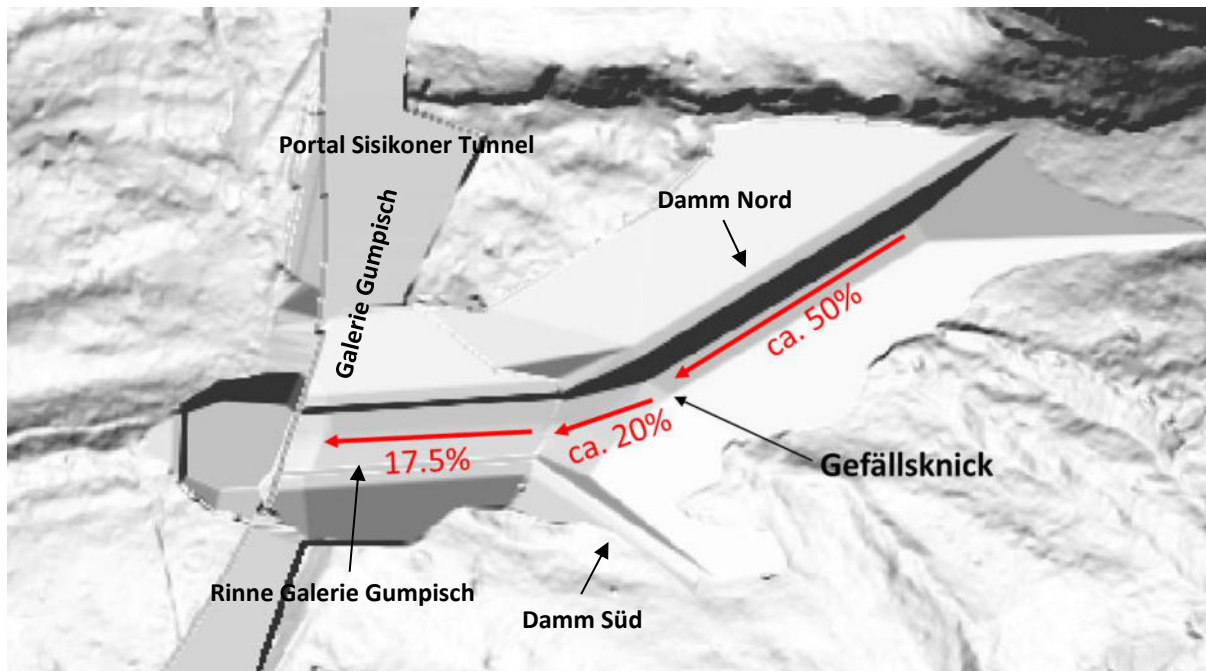 Portal Sisikoner Tunnel
Galerie Gumpisch
Damm Nord
ca. 50%
ca. 20%
17.5%
Gefällsknick
Rinne Galerie Gumpisch
Damm Süd